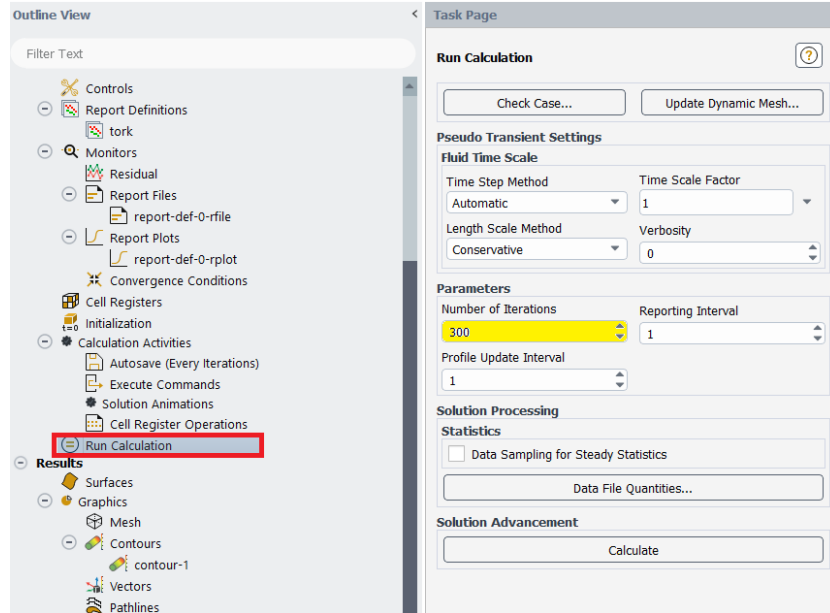 Outline View
Filter Text
Controls
Report Definitions
tork
Monitors
Residual
Report Files
report-def-0-rfile
Report Plots
report-def-0-rplot
Convergence Conditions
Cell Registers
t=0 Initialization
Calculation Activities
Autosave (Every Iterations)
Execute Commands
Solution Animations
Cell Register Operations
Run Calculation
Results
Surfaces
Graphics
Mesh
Contours
contour-1
Vectors
Pathlines
Task Page
Run Calculation
Check Case... Update Dynamic Mesh...
Pseudo Transient Settings
Fluid Time Scale
Time Step Method Time Scale Factor
Automatic 1
Length Scale Method Verbosity
Conservative 0
Parameters
Number of Iterations Reporting Interval
300 1
Profile Update Interval
1
Solution Processing
Statistics
Data Sampling for Steady Statistics
Data File Quantities...
Solution Advancement
Calculate